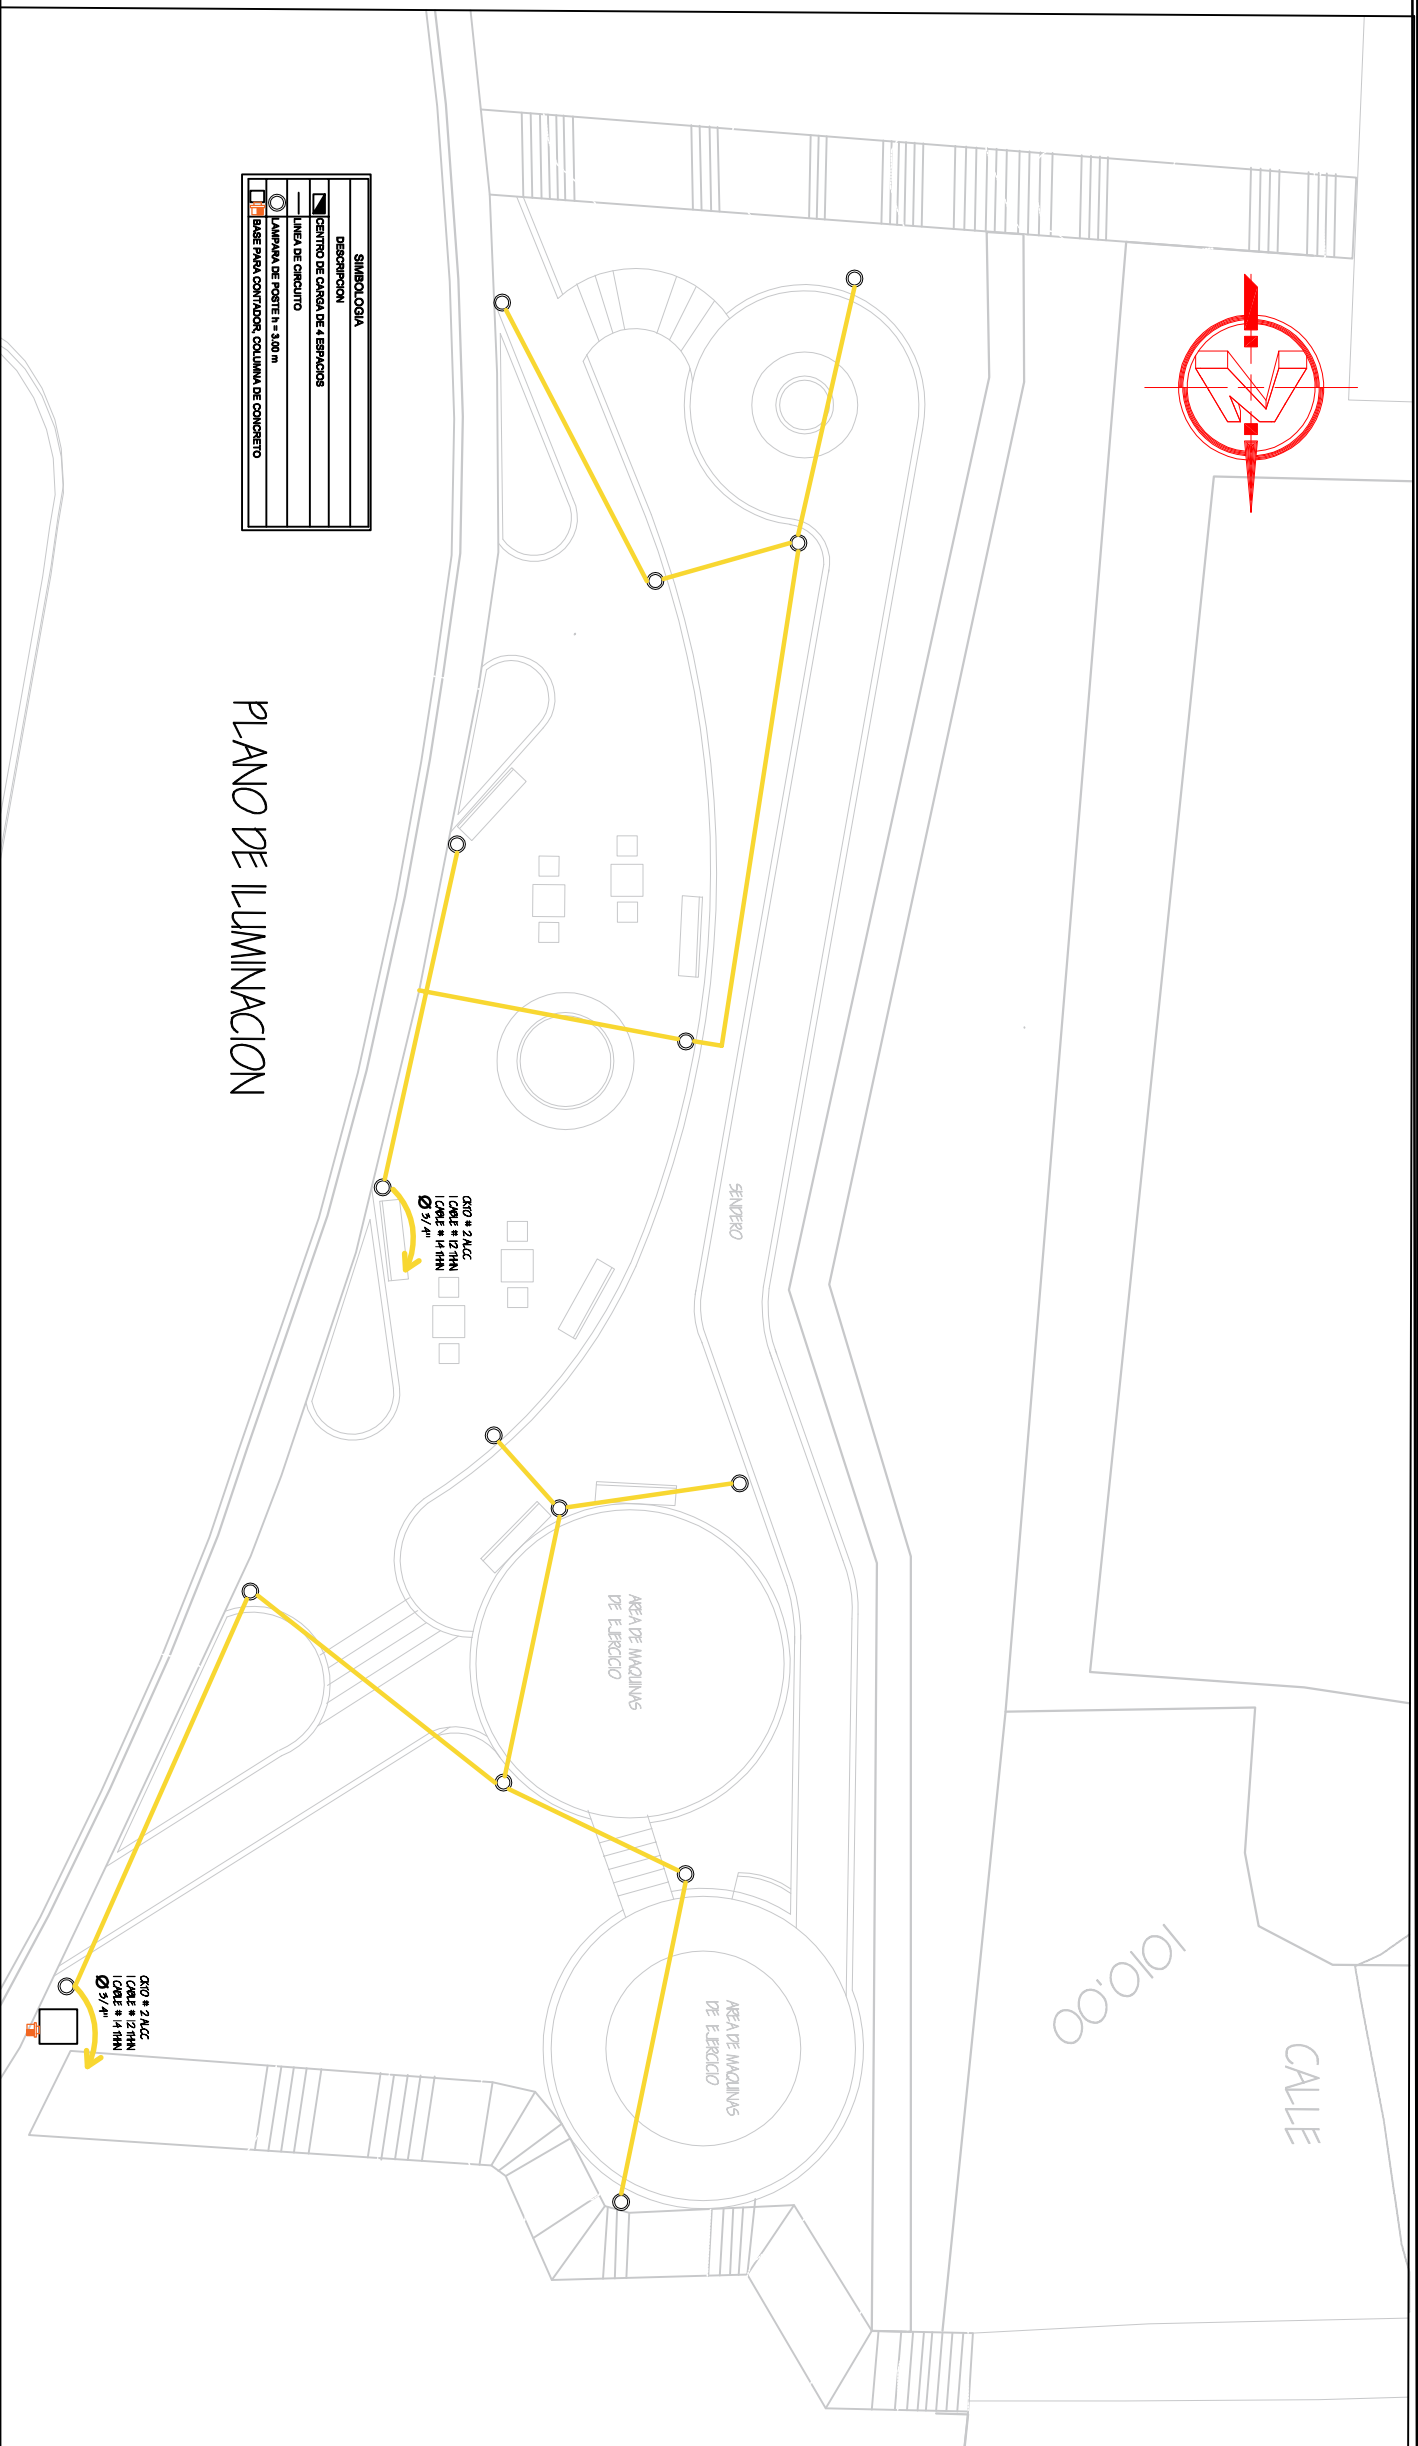 SIMBOLOGIA
DESCRIPCION
CENTRO DE CARGA DE 4 ESPACIOS
LINEA DE CIRCUITO
LAMPARA DE POSTE h = 3.00 m
BASE PARA CONTADOR, COLUMNA DE CONCRETO
PLANO DE ILUMINACION
N
CKTO # 2 ALCC
1 CABLE # 12 THHN
1 CABLE # 14 THHN
Ø 3/4"
SENDERO
AREA DE MAQUINAS
DE EJERCICIO
AREA DE MAQUINAS
DE EJERCICIO
CKTO # 2 ALCC
1 CABLE # 12 THHN
1 CABLE # 14 THHN
Ø 3/4"
1010.00
CALLE